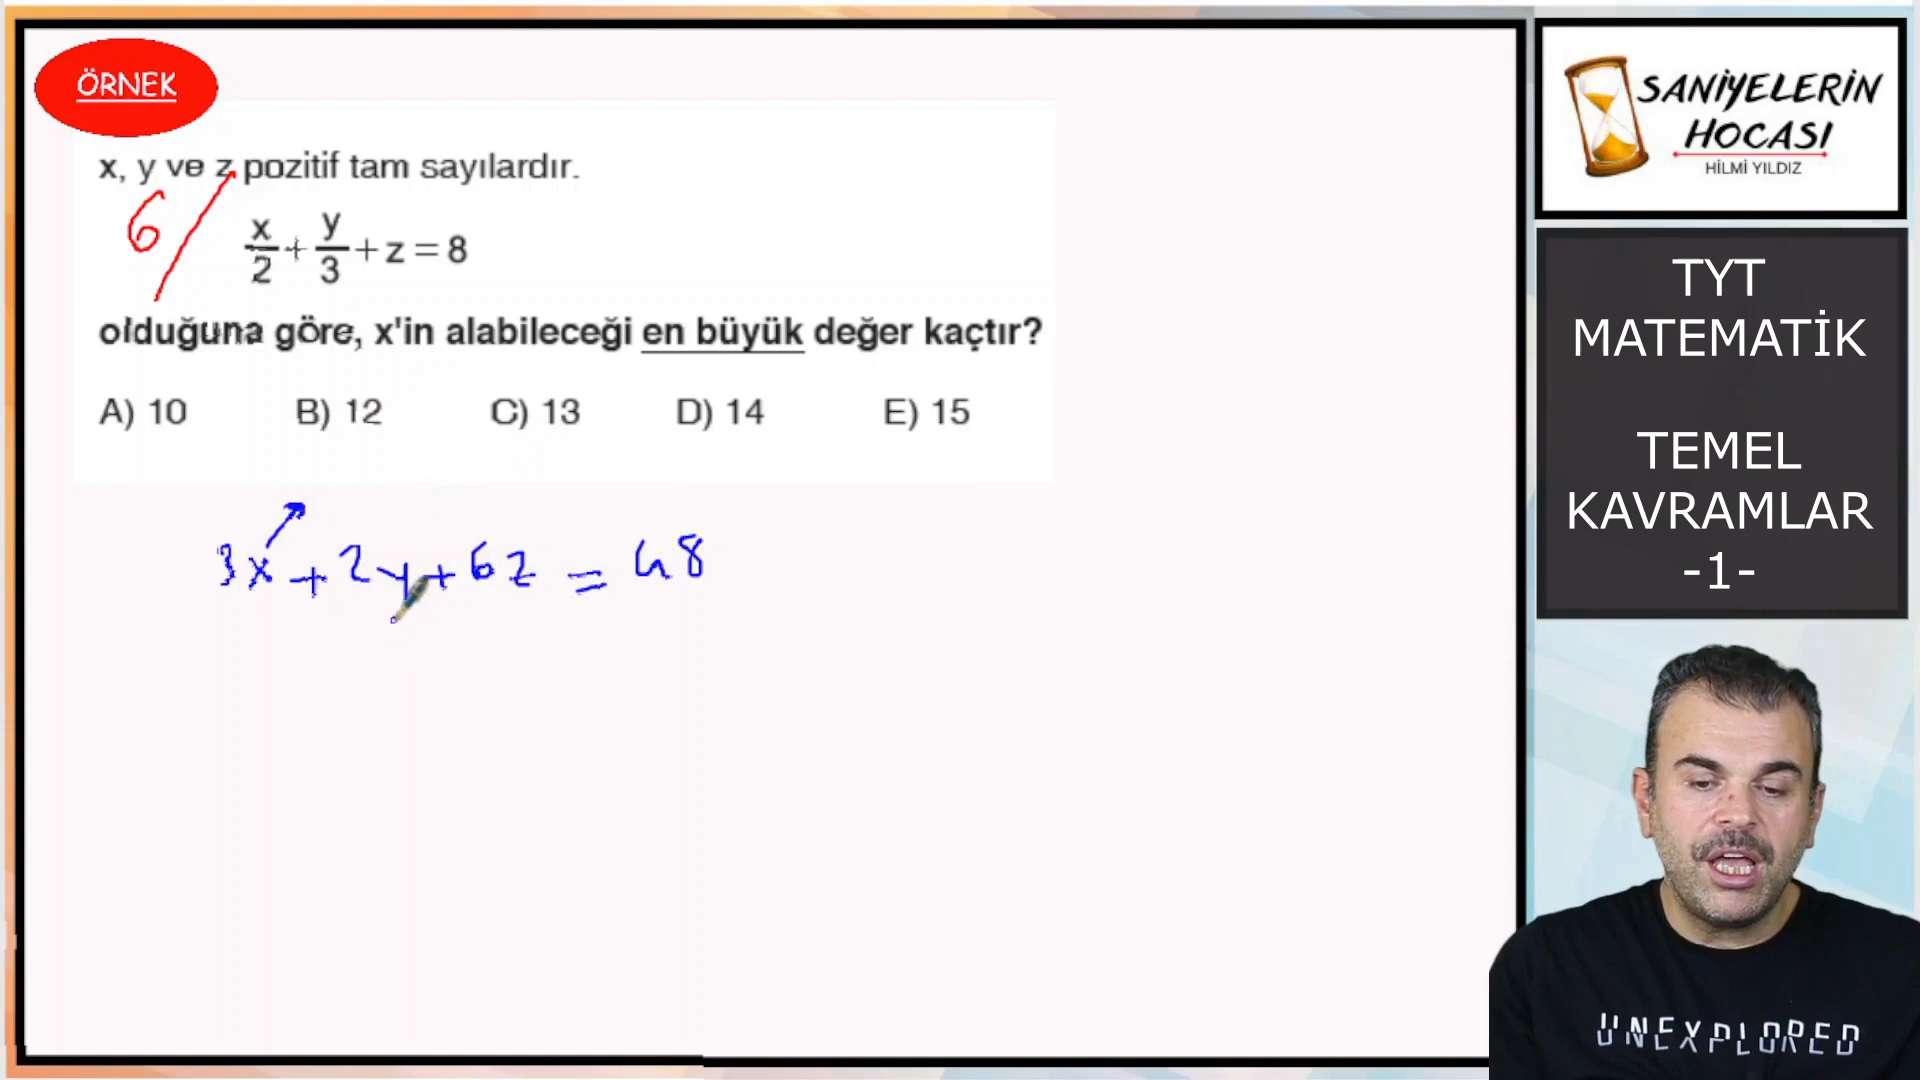 ÖRNEK
x, y ve z pozitif tam sayılardır.
6
x/2 + y/3 + z = 8
olduğuna göre, x'in alabileceği en büyük değer kaçtır?
A) 10 B) 12 C) 13 D) 14 E) 15
3x + 2y + 6z = 48
SANİYELERİN
HOCASI
HİLMİ YILDIZ
TYT
MATEMATİK
TEMEL
KAVRAMLAR
-1-
UNEXPLORED